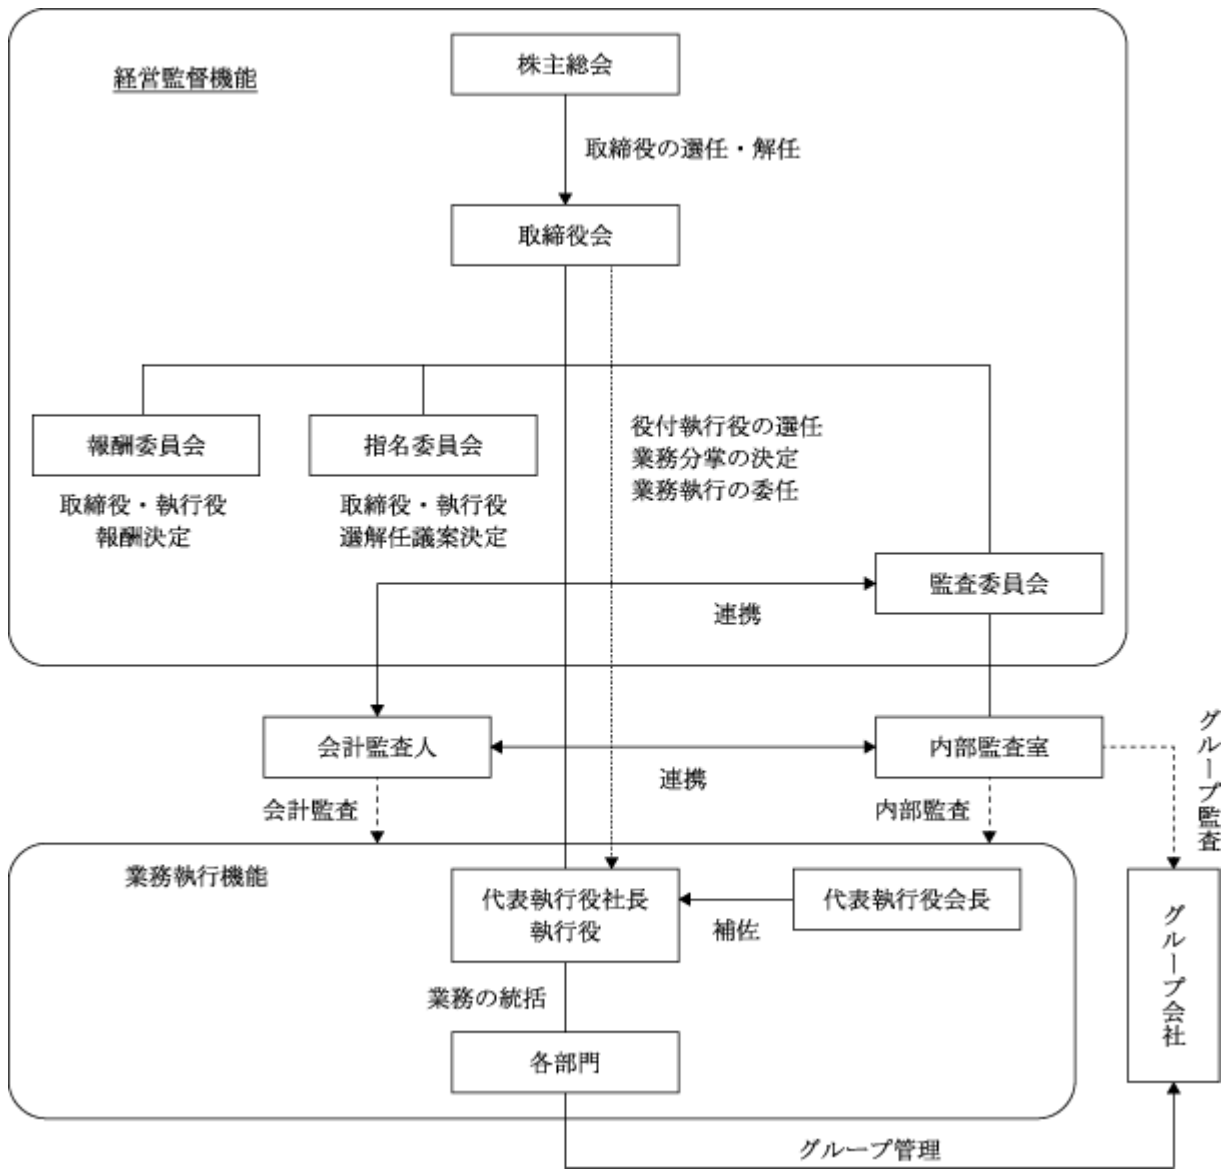 経営監督機能
株主総会
取締役の選任・解任
取締役会
役付執行役の選任
業務分掌の決定
業務執行の委任
報酬委員会
取締役・執行役
報酬決定
指名委員会
取締役・執行役
選解任議案決定
監査委員会
連携
会計監査人
内部監査室
連携
会計監査
内部監査
グループ監査
業務執行機能
代表執行役社長
執行役
代表執行役会長
補佐
業務の統括
各部門
グループ会社
グループ管理